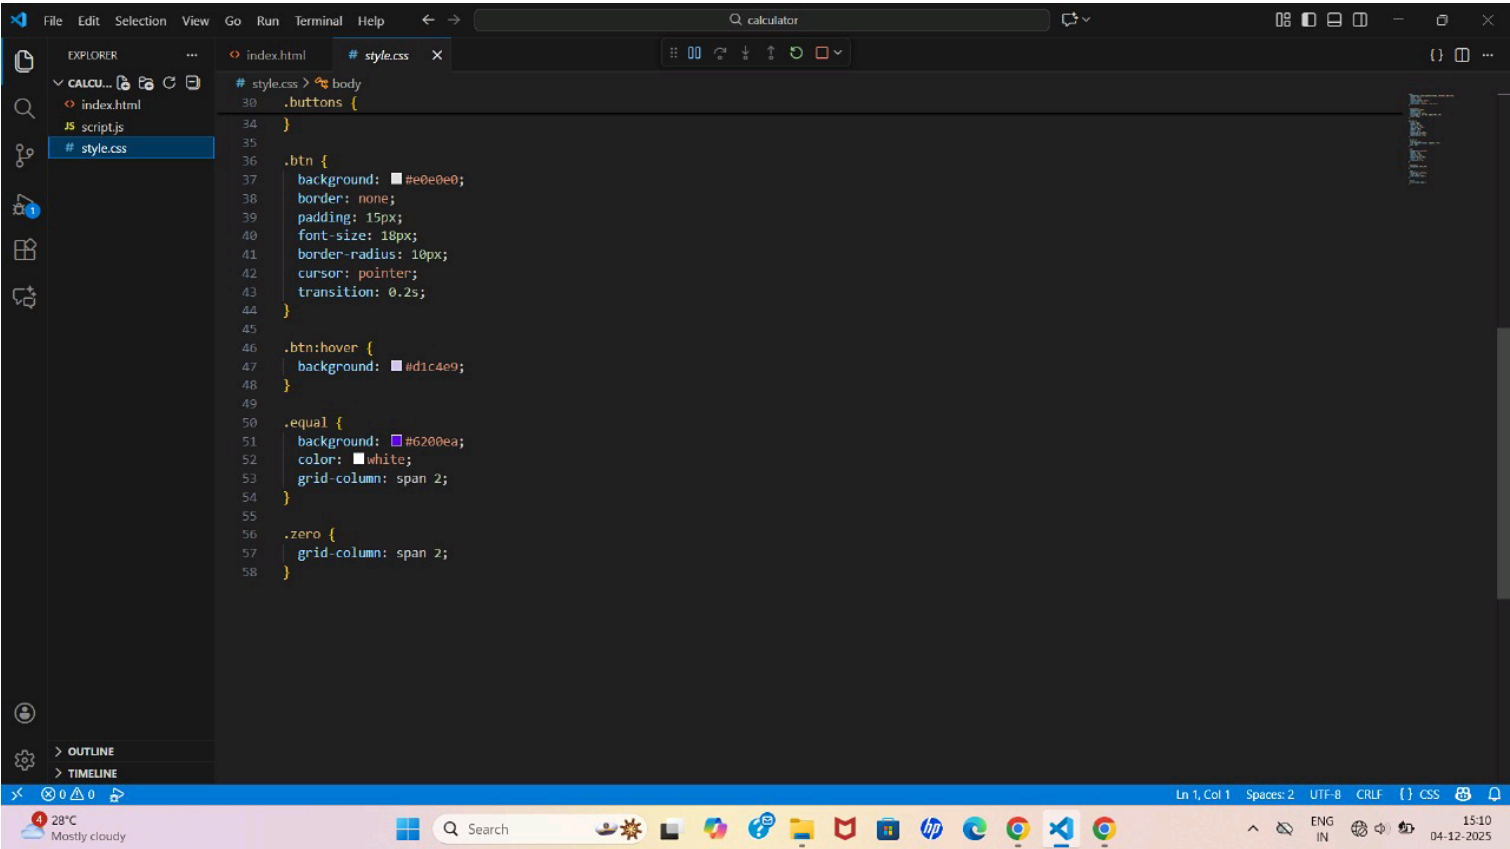 File Edit Selection View Go Run Terminal Help
calculator
EXPLORER
CALCU...
index.html
script.js
style.css
index.html
style.css
style.css > body
30 .buttons {
34 }
35
36 .btn {
37 background: #e0e0e0;
38 border: none;
39 padding: 15px;
40 font-size: 18px;
41 border-radius: 10px;
42 cursor: pointer;
43 transition: 0.2s;
44 }
45
46 .btn:hover {
47 background: #d1c4e9;
48 }
49
50 .equal {
51 background: #6200ea;
52 color: white;
53 grid-column: span 2;
54 }
55
56 .zero {
57 grid-column: span 2;
58 }
1
OUTLINE
TIMELINE
0 0
Ln 1, Col 1 Spaces: 2 UTF-8 CRLF {} CSS
4
28°C
Mostly cloudy
Search
hp
ENG
IN
15:10
04-12-2025